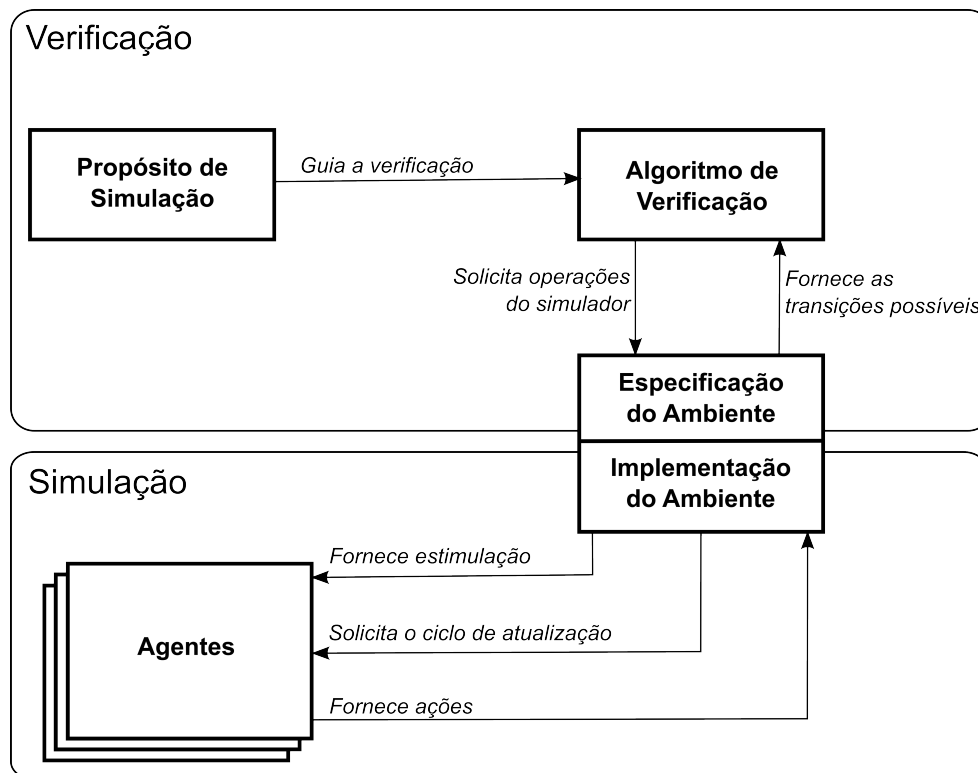 Verificação
Propósito de
Simulação
Guia a verificação
Algoritmo de
Verificação
Solicita operações
do simulador
Fornece as
transições possíveis
Especificação
do Ambiente
Simulação
Implementação
do Ambiente
Fornece estimulação
Agentes
Solicita o ciclo de atualização
Fornece ações